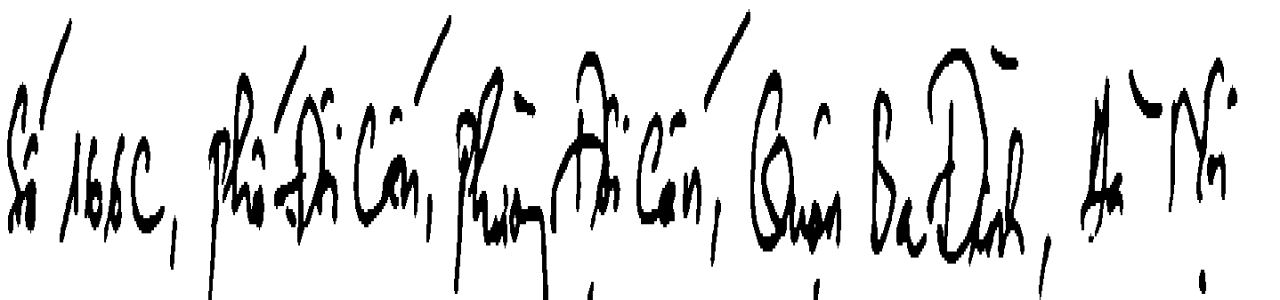 Số 166C, phố Đội Cấn, Phường Đội Cấn, Quận Ba Đình, Hà Nội